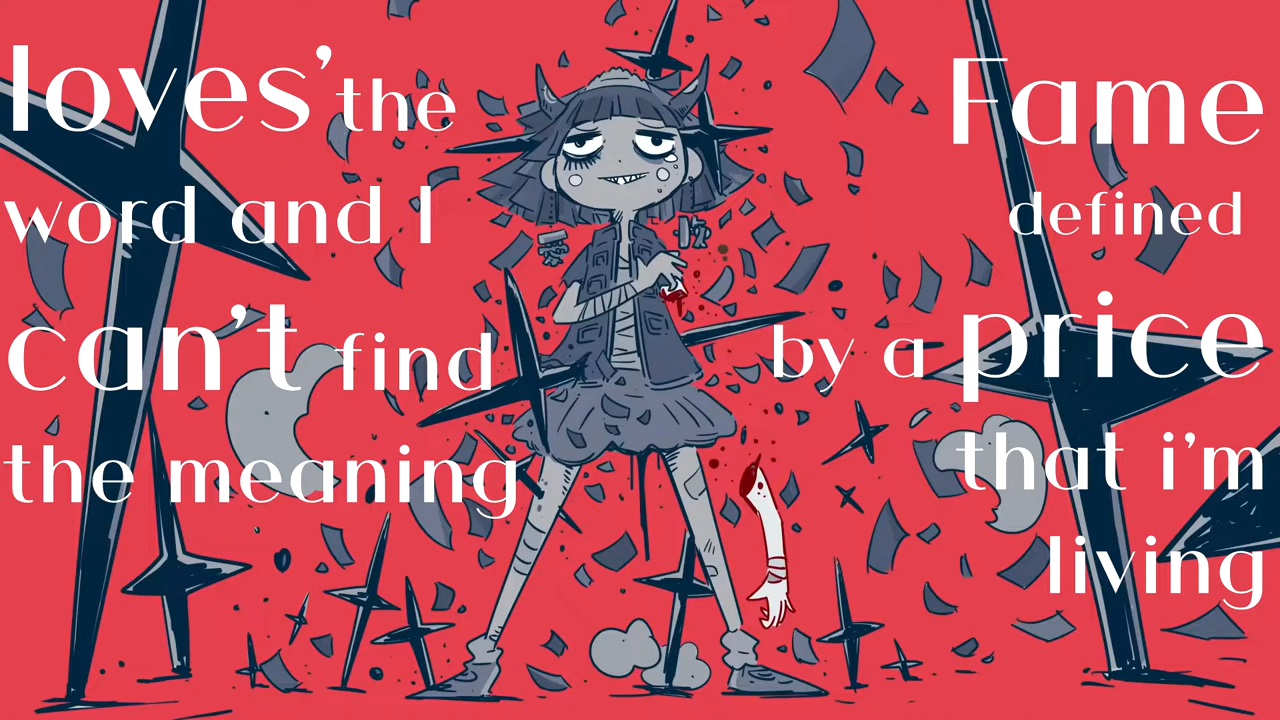 loves' the
word and I
can't find
the meaning
Fame
defined
by a price
that i'm
living